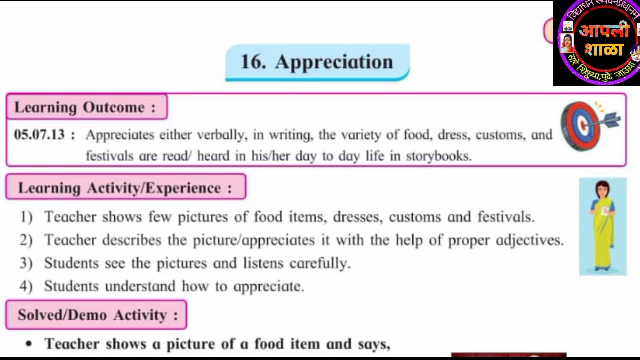 आपली
शाळा
16. Appreciation
Learning Outcome :
05.07.13 : Appreciates either verbally, in writing, the variety of food, dress, customs, and
festivals are read/ heard in his/her day to day life in storybooks.
Learning Activity/Experience :
1) Teacher shows few pictures of food items, dresses, customs and festivals.
2) Teacher describes the picture/appreciates it with the help of proper adjectives.
3) Students see the pictures and listens carefully.
4) Students understand how to appreciate.
Solved/Demo Activity :
• Teacher shows a picture of a food item and says,